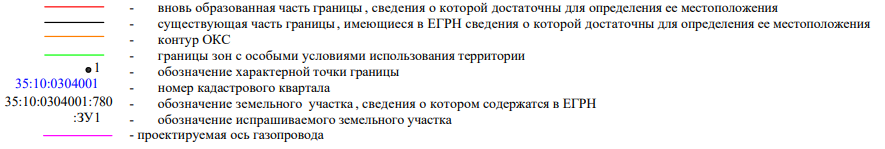 - вновь образованная часть границы, сведения о которой достаточны для определения ее местоположения
- существующая часть границы, имеющиеся в ЕГРН сведения о которой достаточны для определения ее местоположения
- контур ОКС
- границы зон с особыми условиями использования территории
1 - обозначение характерной точки границы
35:10:0304001 - номер кадастрового квартала
35:10:0304001:780 - обозначение земельного участка, сведения о котором содержатся в ЕГРН
:ЗУ1 - обозначение испрашиваемого земельного участка
- проектируемая ось газопровода